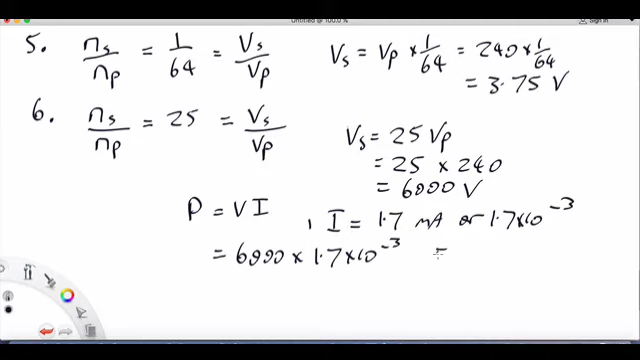 Untitled @ 100.0 %
Sign in
5. ns/np = 1/64 = Vs/Vp
Vs = Vp × 1/64 = 240 × 1/64
= 3.75 V
6. ns/np = 25 = Vs/Vp
Vs = 25 Vp
= 25 × 240
= 6000 V
P = VI , I = 1.7 mA or 1.7×10⁻³
= 6000 × 1.7×10⁻³